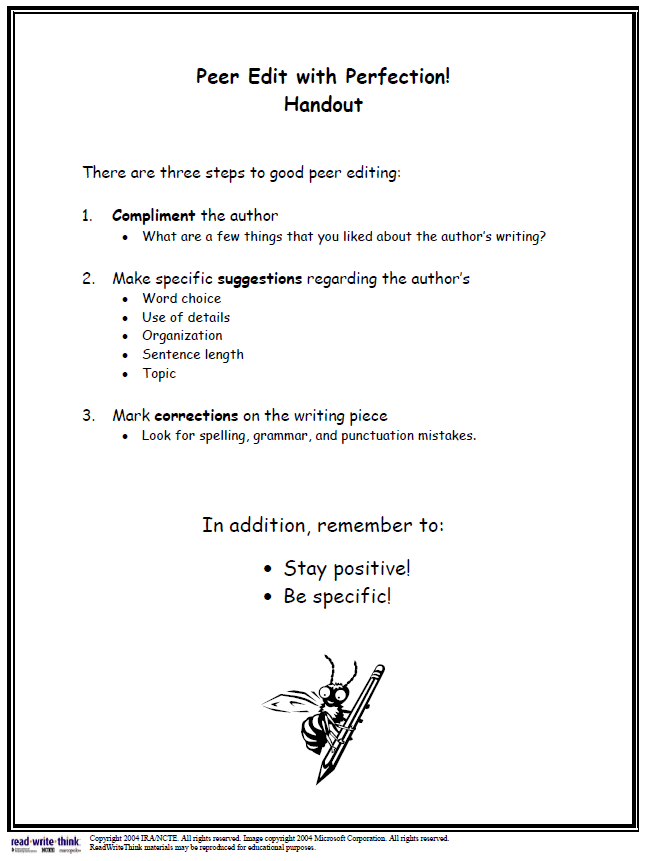 Peer Edit with Perfection!
Handout
There are three steps to good peer editing:
1. Compliment the author
• What are a few things that you liked about the author's writing?
2. Make specific suggestions regarding the author's
• Word choice
• Use of details
• Organization
• Sentence length
• Topic
3. Mark corrections on the writing piece
• Look for spelling, grammar, and punctuation mistakes.
In addition, remember to:
• Stay positive!
• Be specific!
read·write·think
Copyright 2004 IRA/NCTE. All rights reserved. Image copyright 2004 Microsoft Corporation. All rights reserved.
ReadWriteThink materials may be reproduced for educational purposes.